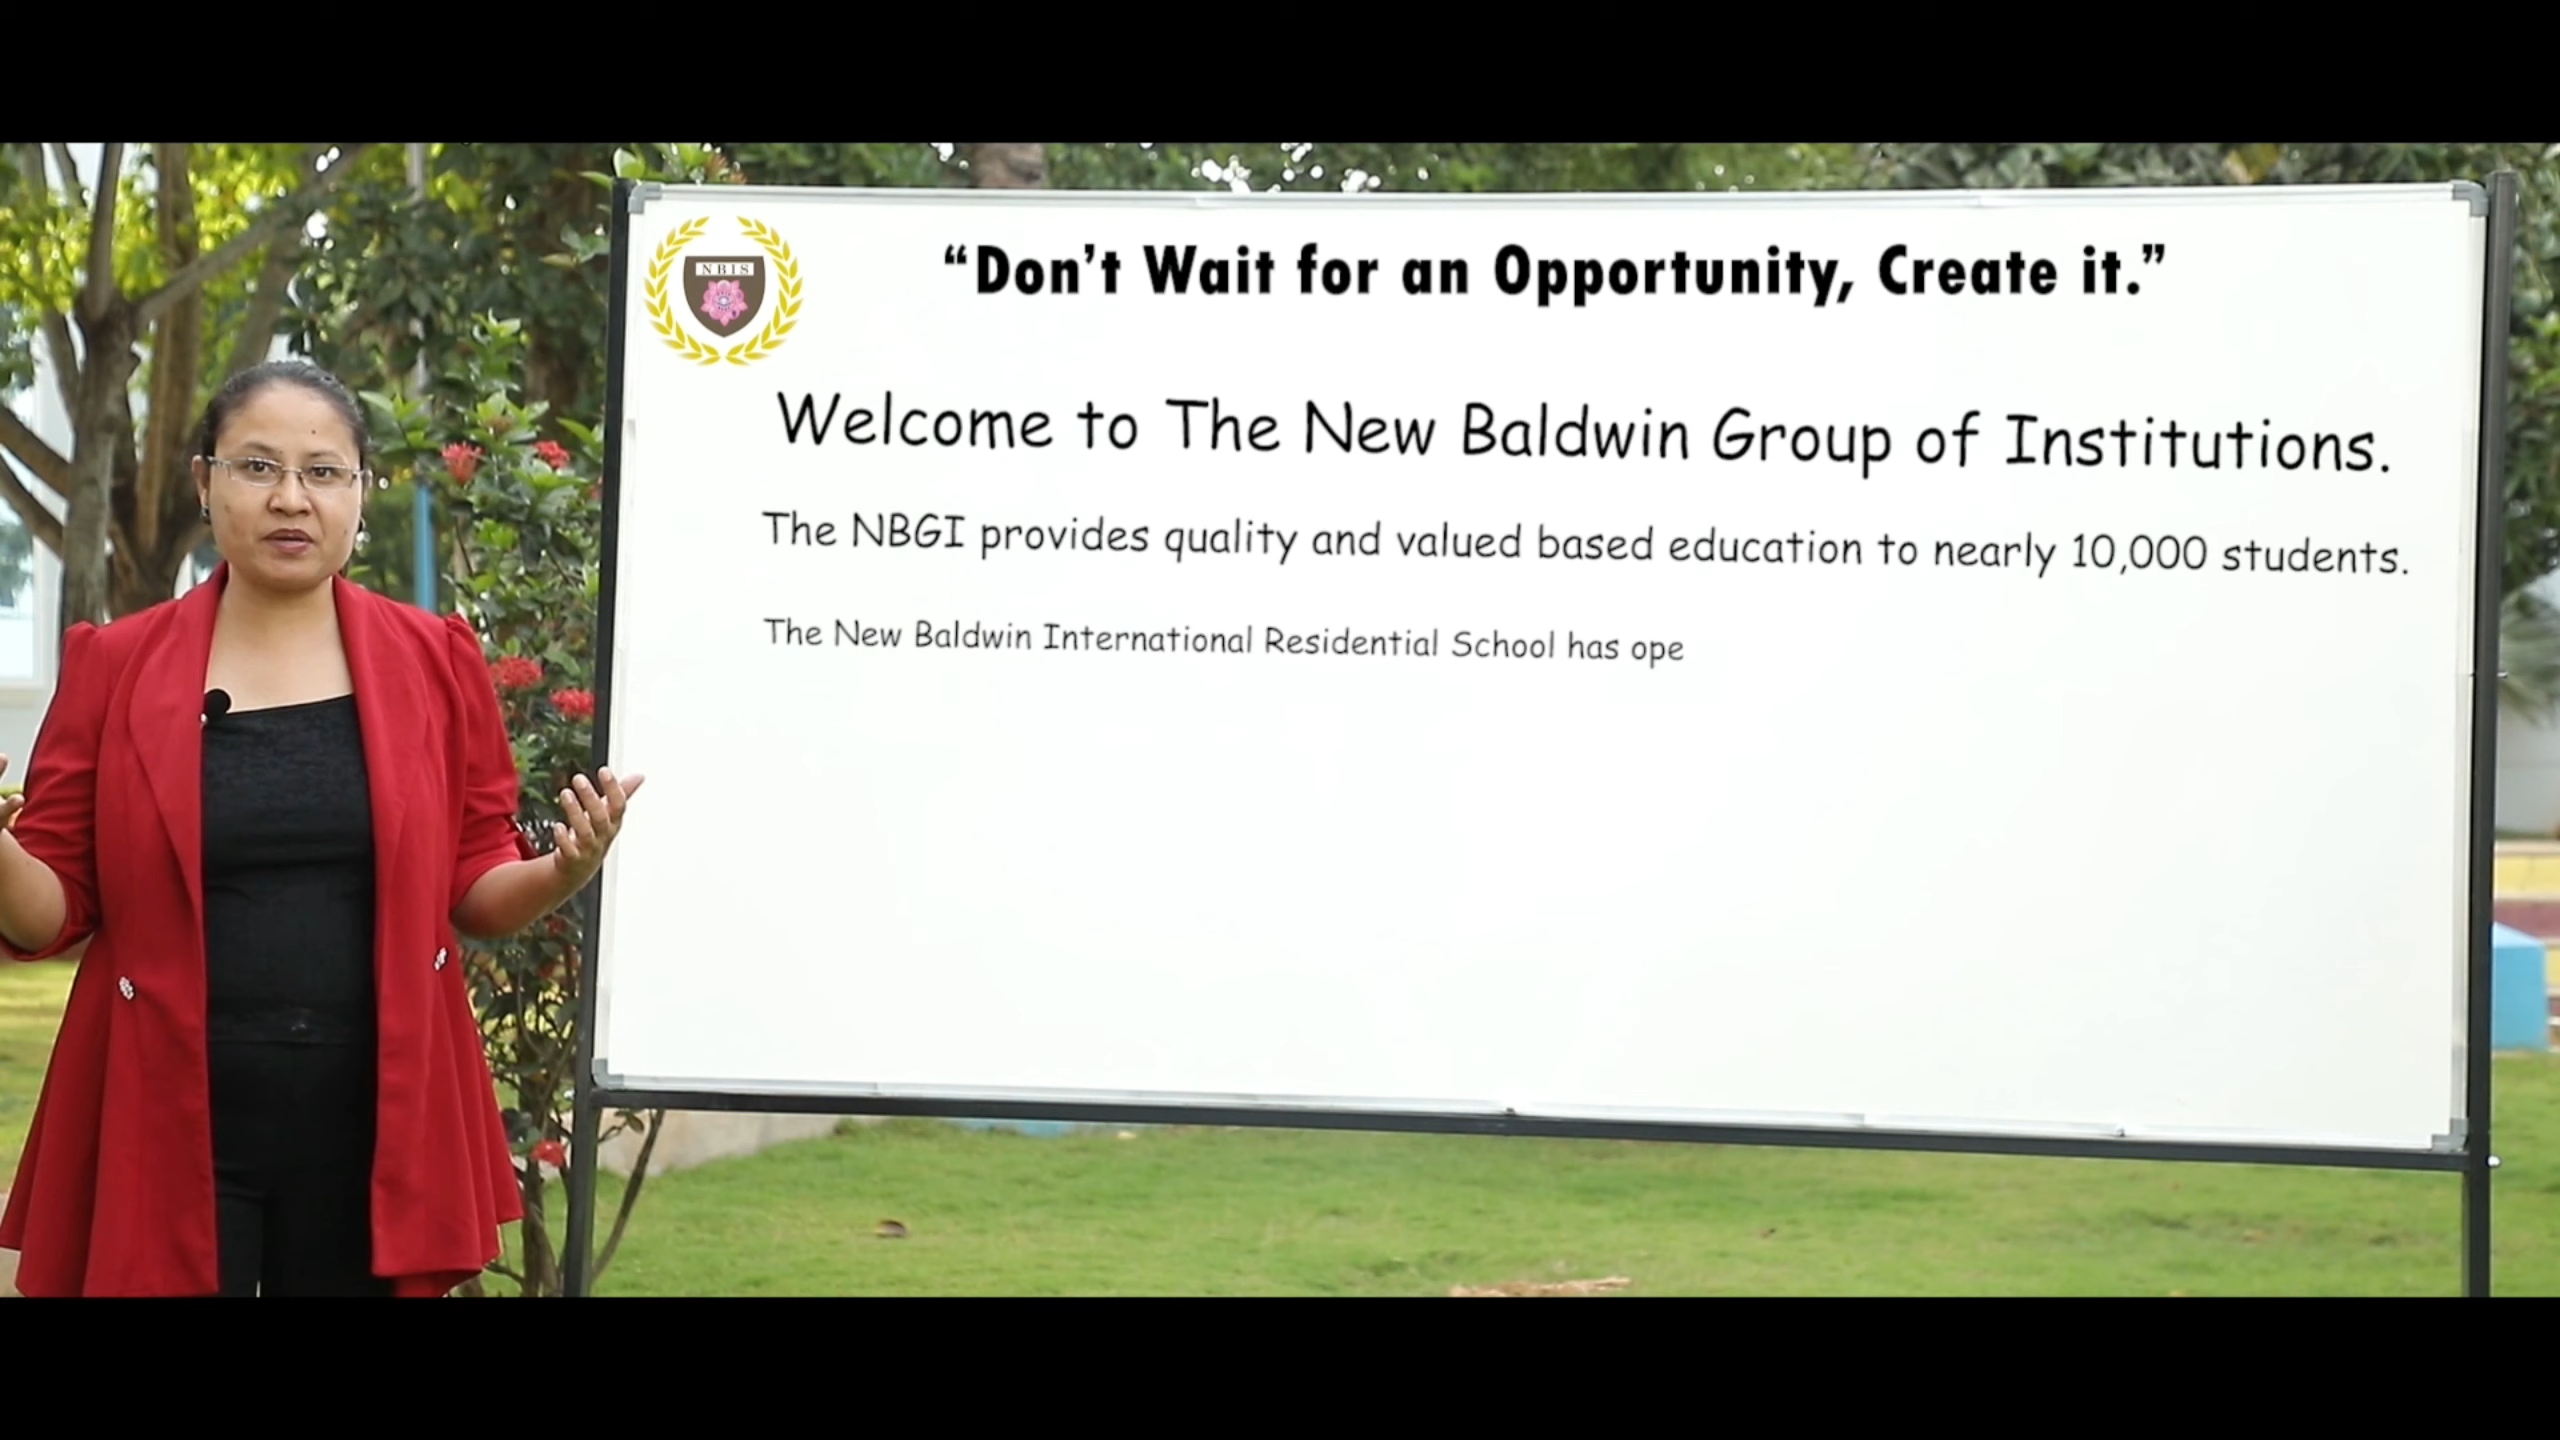 NBIS
“Don’t Wait for an Opportunity, Create it.”
Welcome to The New Baldwin Group of Institutions.
The NBGI provides quality and valued based education to nearly 10,000 students.
The New Baldwin International Residential School has ope